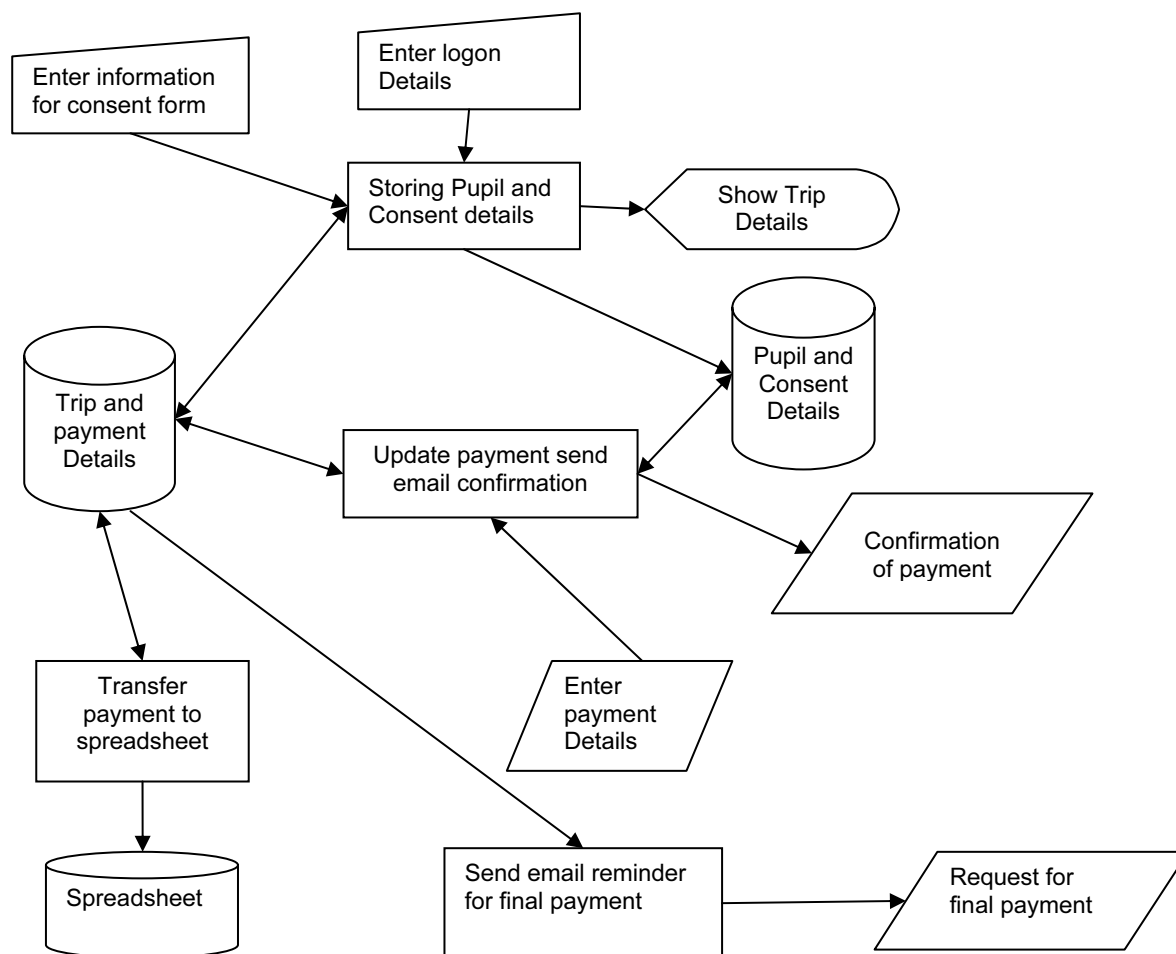 Enter information
for consent form
Enter logon
Details
Storing Pupil and
Consent details
Show Trip
Details
Trip and
payment
Details
Pupil and
Consent
Details
Update payment send
email confirmation
Confirmation
of payment
Transfer
payment to
spreadsheet
Enter
payment
Details
Spreadsheet
Send email reminder
for final payment
Request for
final payment